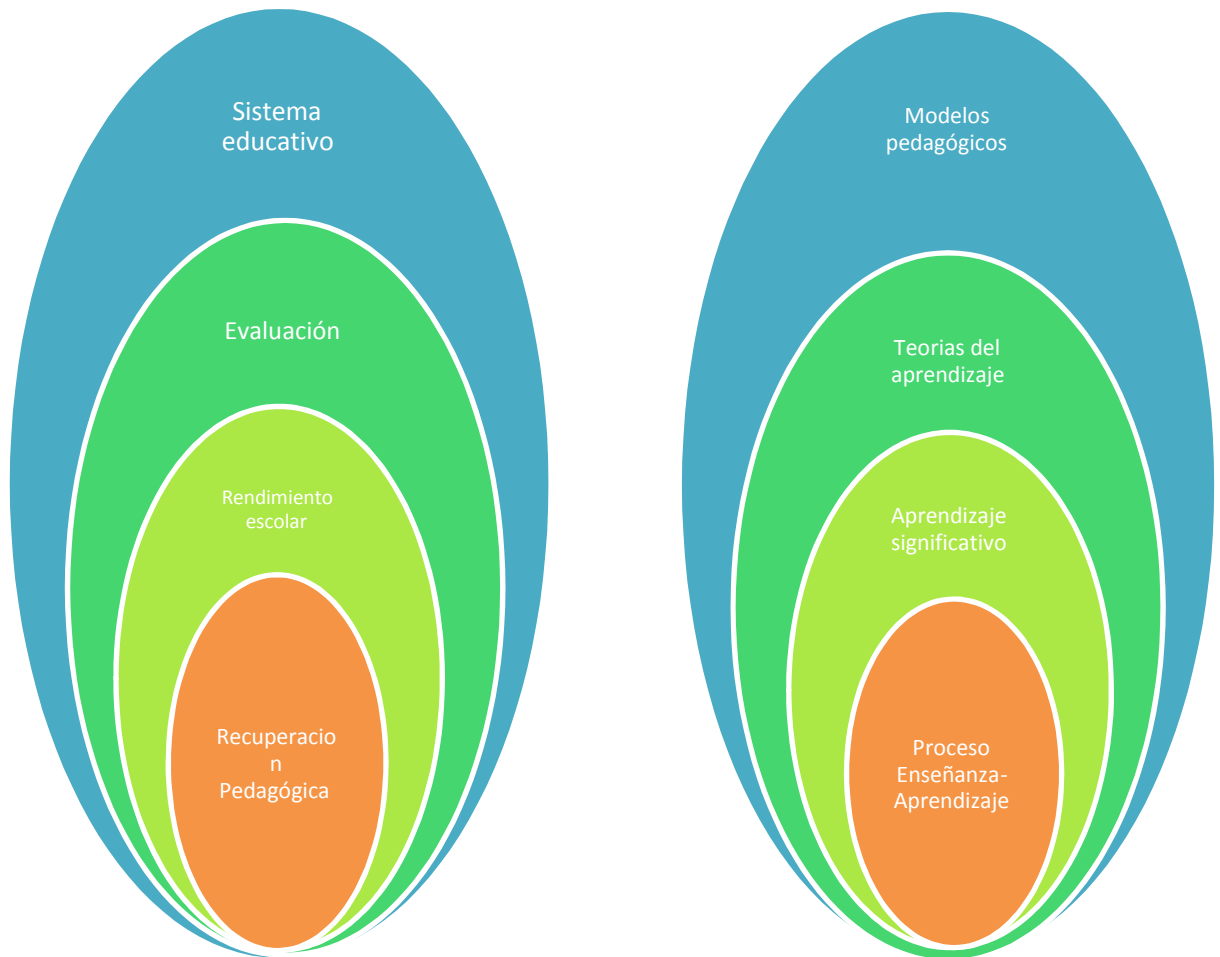 Sistema
educativo
Evaluación
Rendimiento
escolar
Recuperacio
n
Pedagógica
Modelos
pedagógicos
Teorias del
aprendizaje
Aprendizaje
significativo
Proceso
Enseñanza-
Aprendizaje